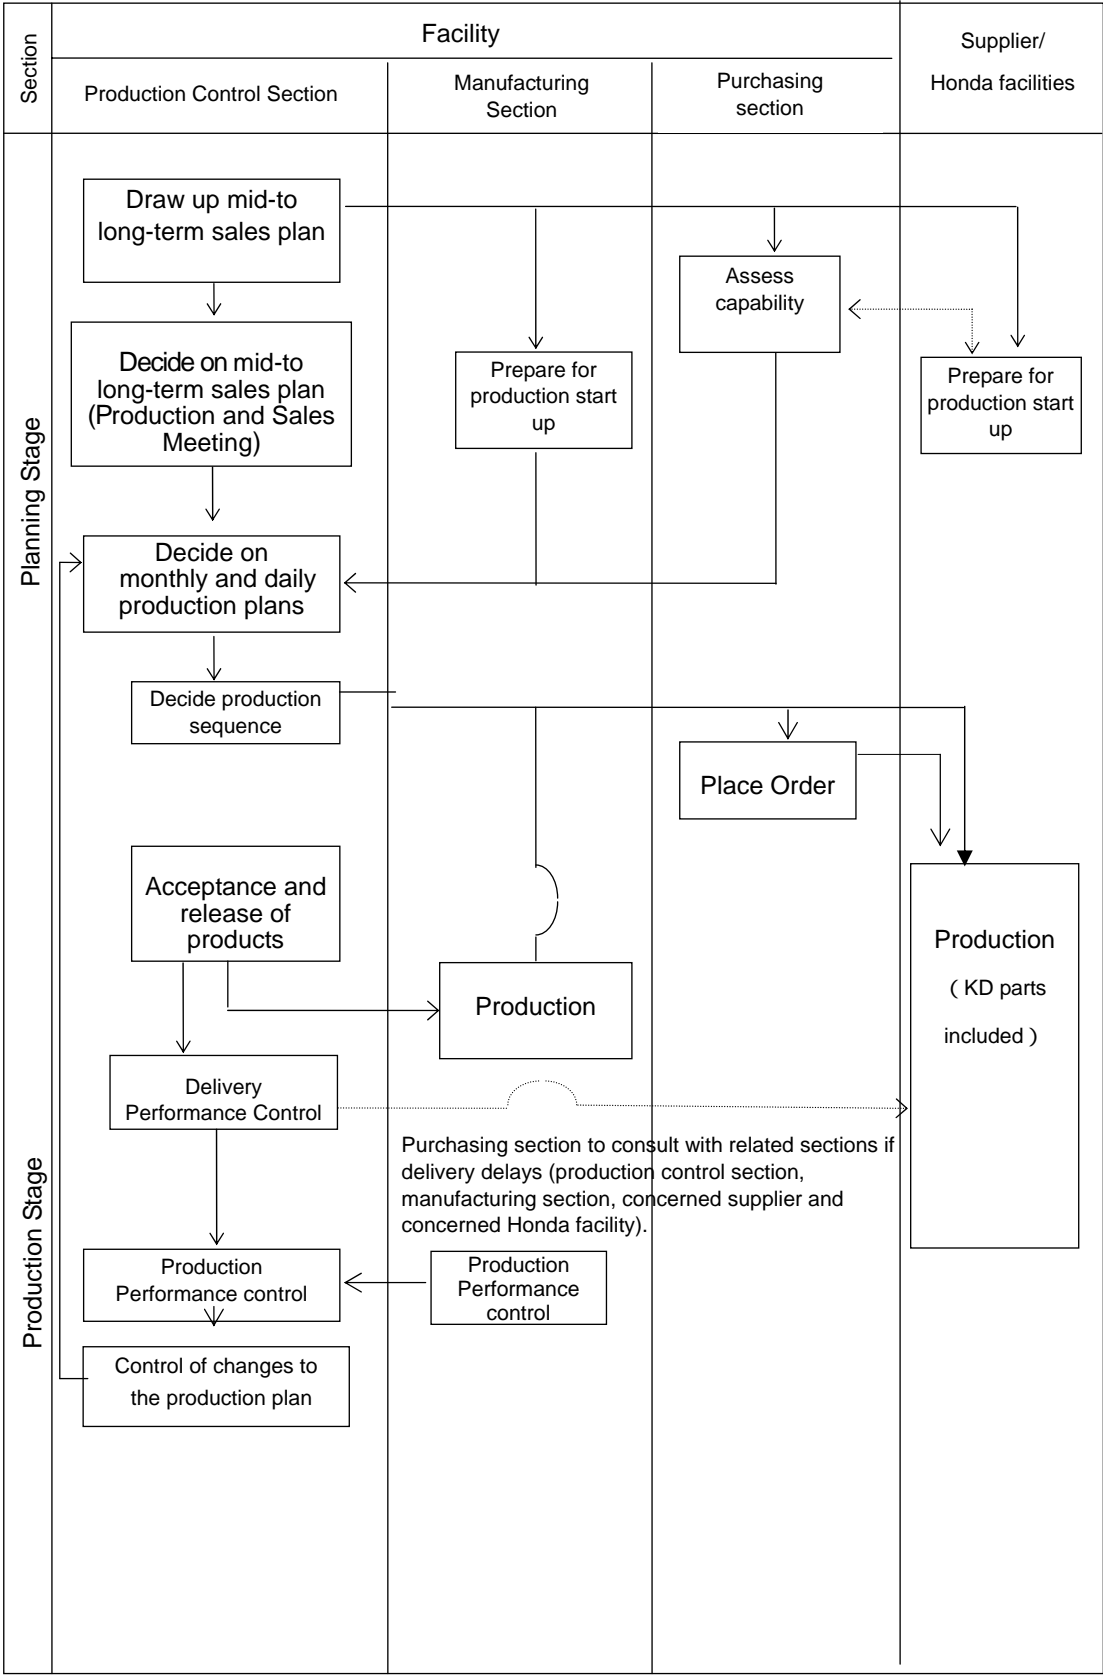 Section
Facility
Production Control Section
Manufacturing
Section
Purchasing
section
Supplier/
Honda facilities
Planning Stage
Draw up mid-to
long-term sales plan
Assess
capability
Decide on mid-to
long-term sales plan
(Production and Sales
Meeting)
Prepare for
production start
up
Prepare for
production start
up
Decide on
monthly and daily
production plans
Decide production
sequence
Place Order
Production Stage
Acceptance and
release of
products
Production
Production
( KD parts
included )
Delivery
Performance Control
Purchasing section to consult with related sections if
delivery delays (production control section,
manufacturing section, concerned supplier and
concerned Honda facility).
Production
Performance control
Production
Performance
control
Control of changes to
the production plan